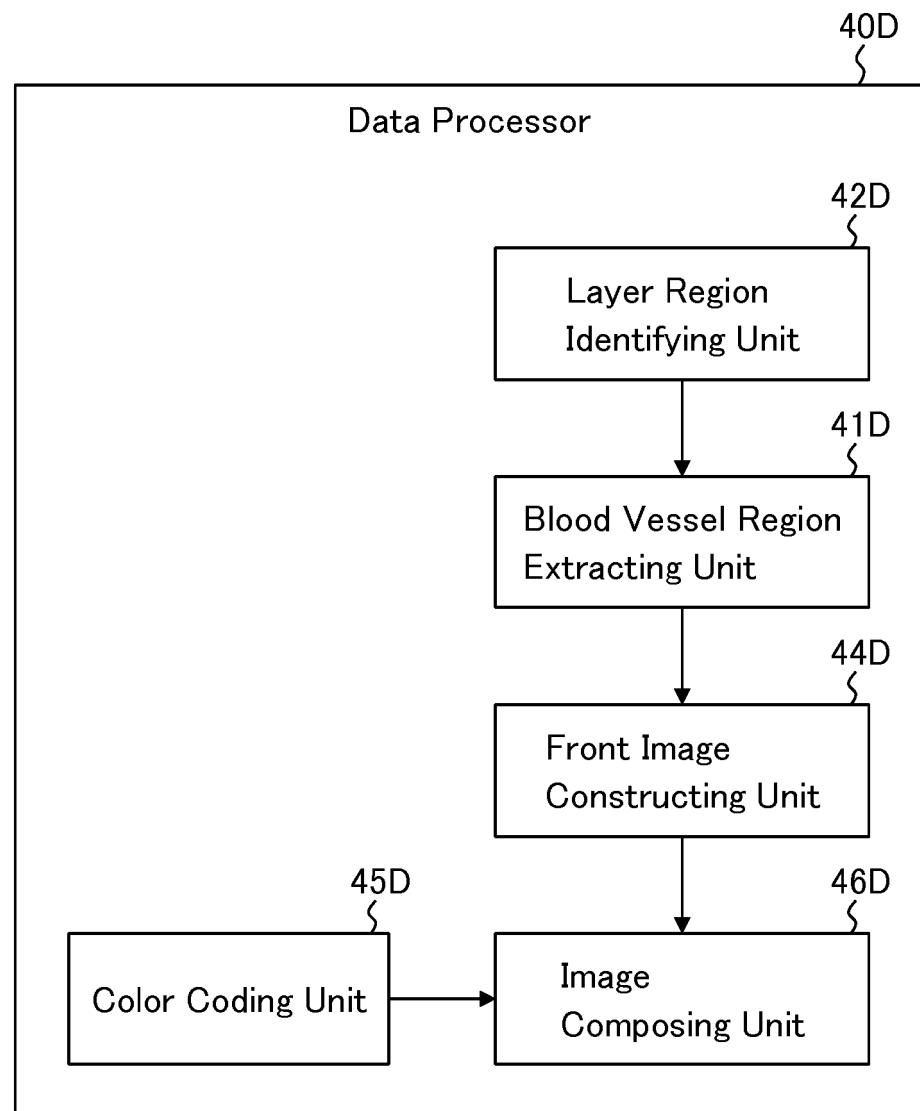 40D
Data Processor
42D
Layer Region
Identifying Unit
41D
Blood Vessel Region
Extracting Unit
44D
Front Image
Constructing Unit
45D
46D
Color Coding Unit
Image
Composing Unit